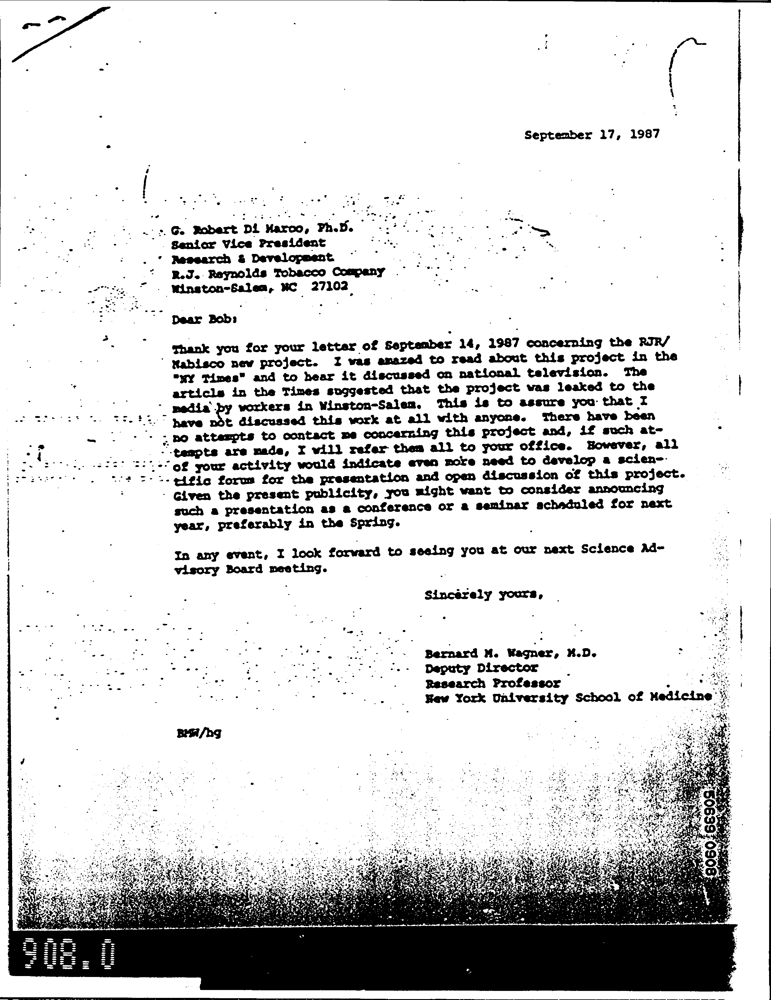 September 17, 1987
G. Robert Di Marco, Ph.D.
Senior Vice President
Research & Development
R.J. Reynolds Tobacco Company
Winston-Salem, NC 27102
Dear Bob:
Thank you for your letter of September 14, 1987 concerning the RJR/
Nabisco new project. I was amazed to read about this project in the
"NY Times" and to hear it discussed on national television. The
article in the Times suggested that the project was leaked to the
media by workers in Winston-Salem. This is to assure you that I
have not discussed this work at all with anyone. There have been
no attempts to contact me concerning this project and, if such at-
tempts are made, I will refer them all to your office. However, all
of your activity would indicate even more need to develop a scien-
tific forum for the presentation and open discussion of this project.
Given the present publicity, you might want to consider announcing
such a presentation as a conference or a seminar scheduled for next
year, preferably in the Spring.
In any event, I look forward to seeing you at our next Science Ad-
visory Board meeting.
Sincerely yours,
Bernard M. Wagner, M.D.
Deputy Director
Research Professor
New York University School of Medicine
BMW/hg
50699 0908
908.0